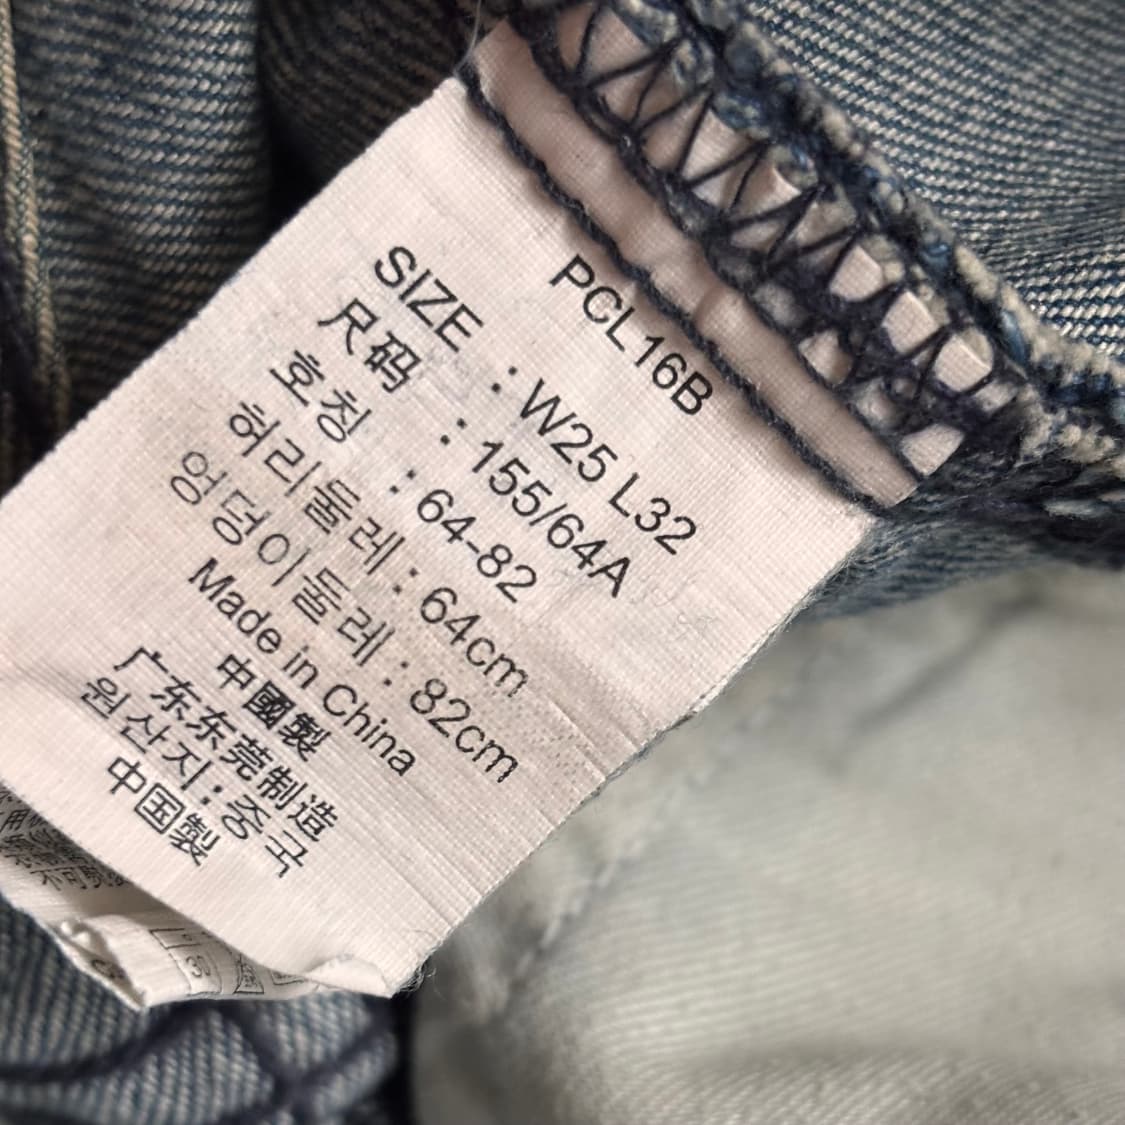 PCL16B
SIZE : W25 L32
尺码 : 155/64A
호칭 : 64-82
허리둘레 : 64cm
엉덩이둘레 : 82cm
Made in China
中國製
广东东莞制造
원산지 : 중국
中国製